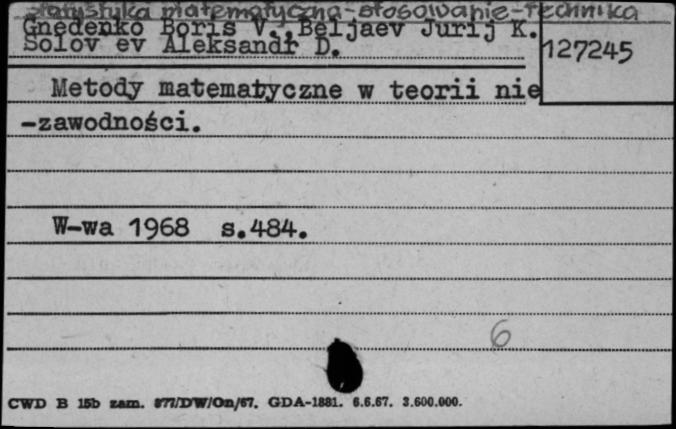 statystyka matematyczna-stosowanie-technika
Gnedenko Boris V.,Beljaev Jurij K.
Solov ev Aleksandr D.
127245
Metody matematyczne w teorii nie
-zawodności.
W-wa 1968 s.484.
6
CWD B 15b zam. 877/DW/On/67. GDA-1881. 6.6.67. 3.600.000.